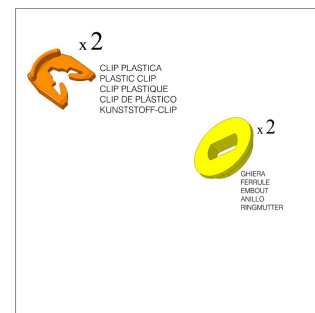 x 2
CLIP PLASTICA
PLASTIC CLIP
CLIP PLASTIQUE
CLIP DE PLÁSTICO
KUNSTSTOFF-CLIP
x 2
GHIERA
FERRULE
EMBOUT
ANILLO
RINGMUTTER